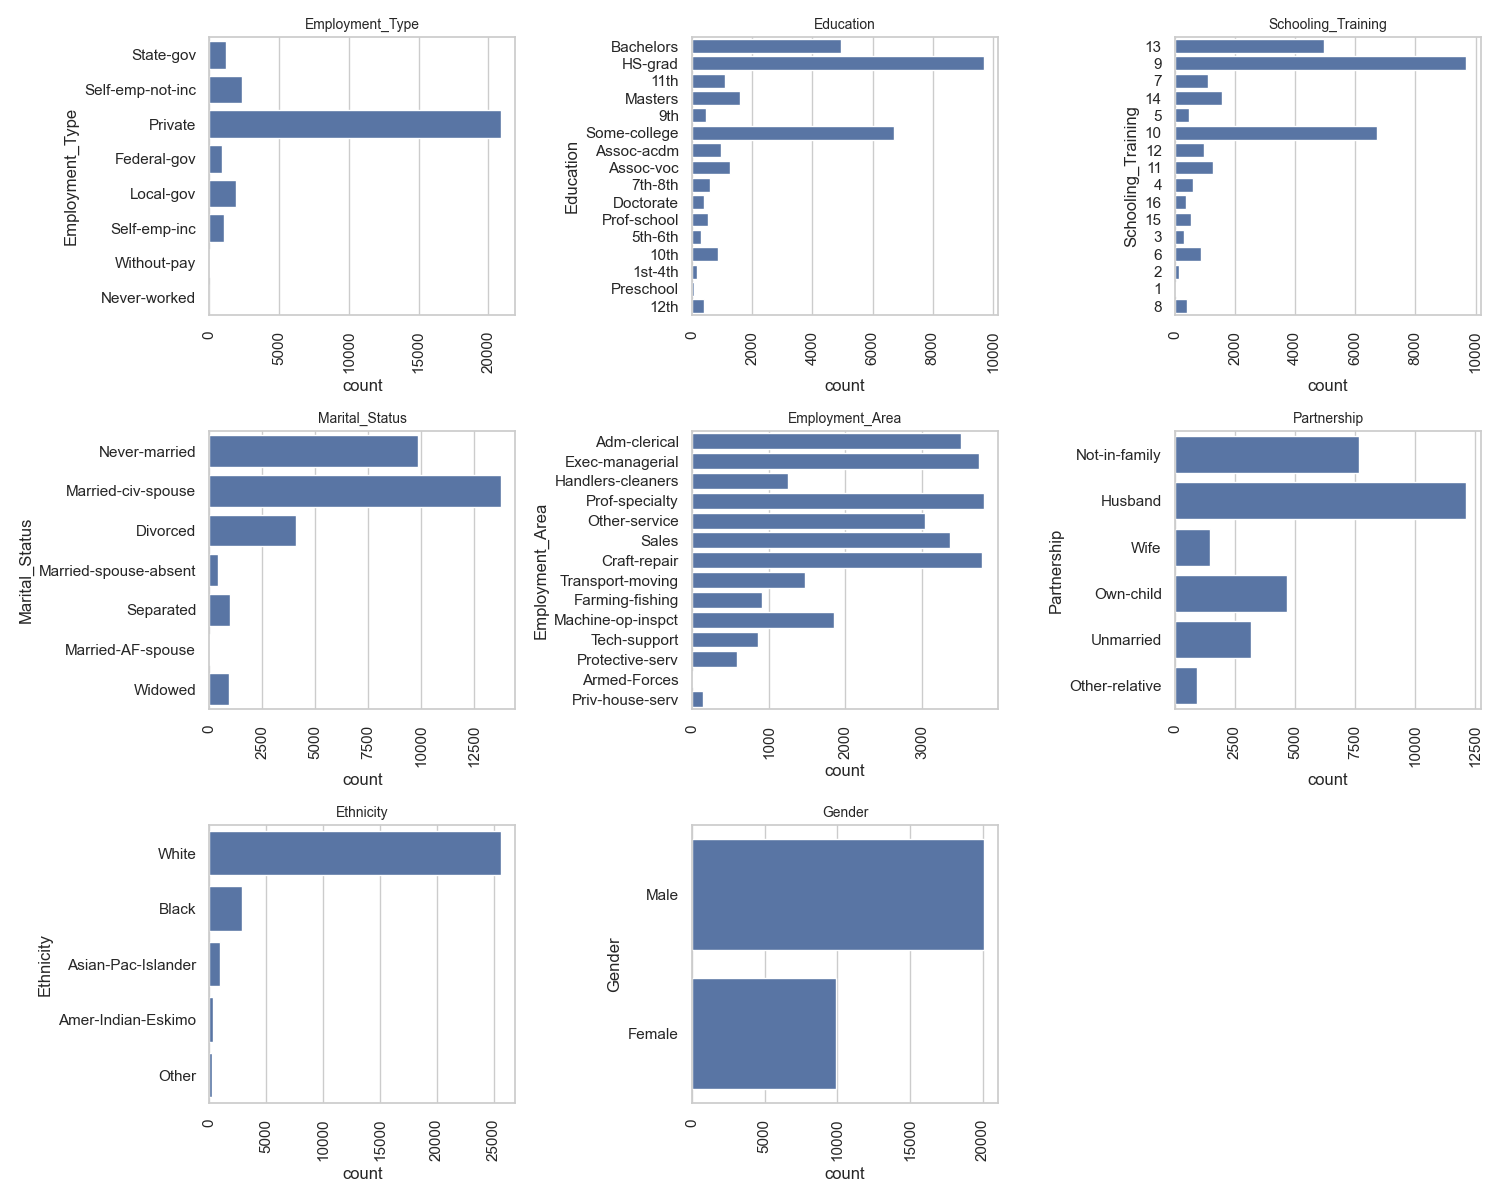 Employment_Type
Employment_Type
State-gov
Self-emp-not-inc
Private
Federal-gov
Local-gov
Self-emp-inc
Without-pay
Never-worked
0 5000 10000 15000 20000
count
Education
Education
Bachelors
HS-grad
11th
Masters
9th
Some-college
Assoc-acdm
Assoc-voc
7th-8th
Doctorate
Prof-school
5th-6th
10th
1st-4th
Preschool
12th
0 2000 4000 6000 8000 10000
count
Schooling_Training
Schooling_Training
13
9
7
14
5
10
12
11
4
16
15
3
6
2
1
8
0 2000 4000 6000 8000 10000
count
Marital_Status
Marital_Status
Never-married
Married-civ-spouse
Divorced
Married-spouse-absent
Separated
Married-AF-spouse
Widowed
0 2500 5000 7500 10000 12500
count
Employment_Area
Employment_Area
Adm-clerical
Exec-managerial
Handlers-cleaners
Prof-specialty
Other-service
Sales
Craft-repair
Transport-moving
Farming-fishing
Machine-op-inspct
Tech-support
Protective-serv
Armed-Forces
Priv-house-serv
0 1000 2000 3000
count
Partnership
Partnership
Not-in-family
Husband
Wife
Own-child
Unmarried
Other-relative
0 2500 5000 7500 10000 12500
count
Ethnicity
Ethnicity
White
Black
Asian-Pac-Islander
Amer-Indian-Eskimo
Other
0 5000 10000 15000 20000 25000
count
Gender
Gender
Male
Female
0 5000 10000 15000 20000
count